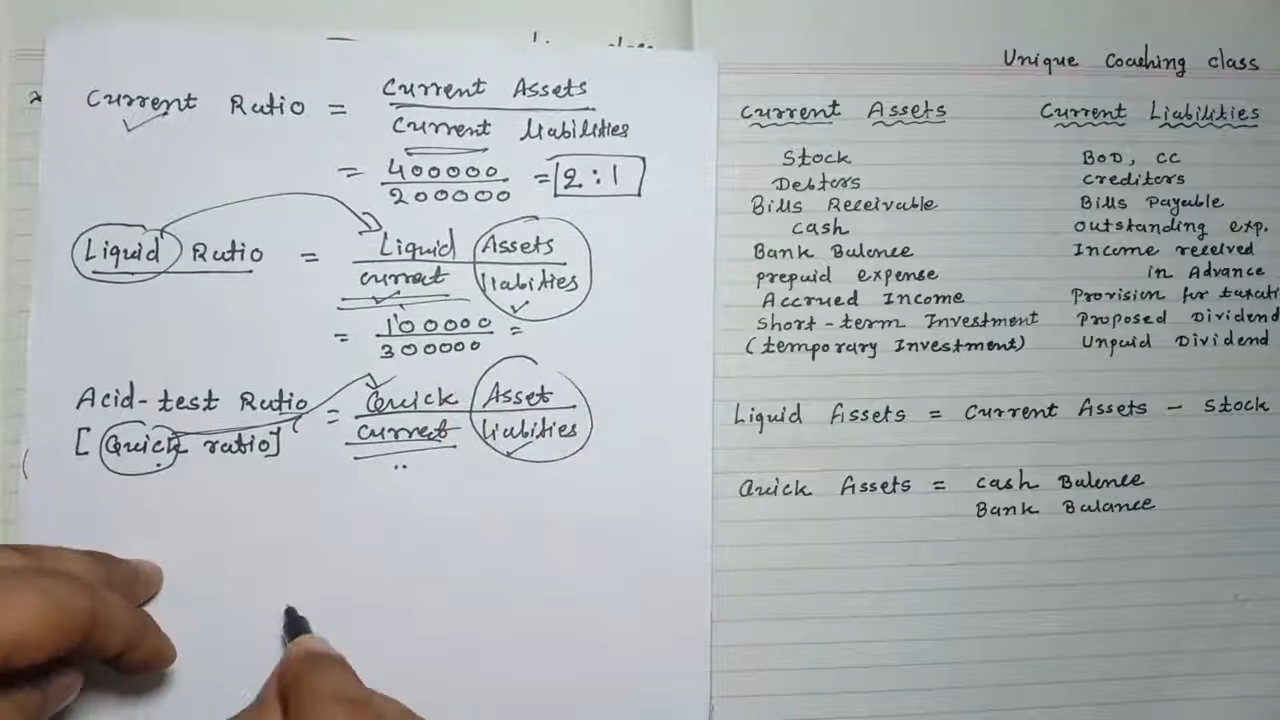 Current Ratio = Current Assets
Current liabilities
= 400000
200000
= 2 : 1
Liquid Ratio = Liquid Assets
current liabilities
= 100000
300000
=
Acid-test Ratio
[Quick ratio]
= Quick Asset
current liabities
Unique Coaching class
Current Assets
Stock
Debtors
Bills Receivable
cash
Bank Balence
prepaid expense
Accrued Income
short-term Investment
(temporary Investment)
Current Liabilities
BOD, CC
creditors
Bills Payable
outstanding exp.
Income received
in Advance
Provision for taxati
Proposed Dividend
Unpaid Dividend
Liquid Assets = Current Assets - Stock
Quick Assets = Cash Balence
Bank Balance